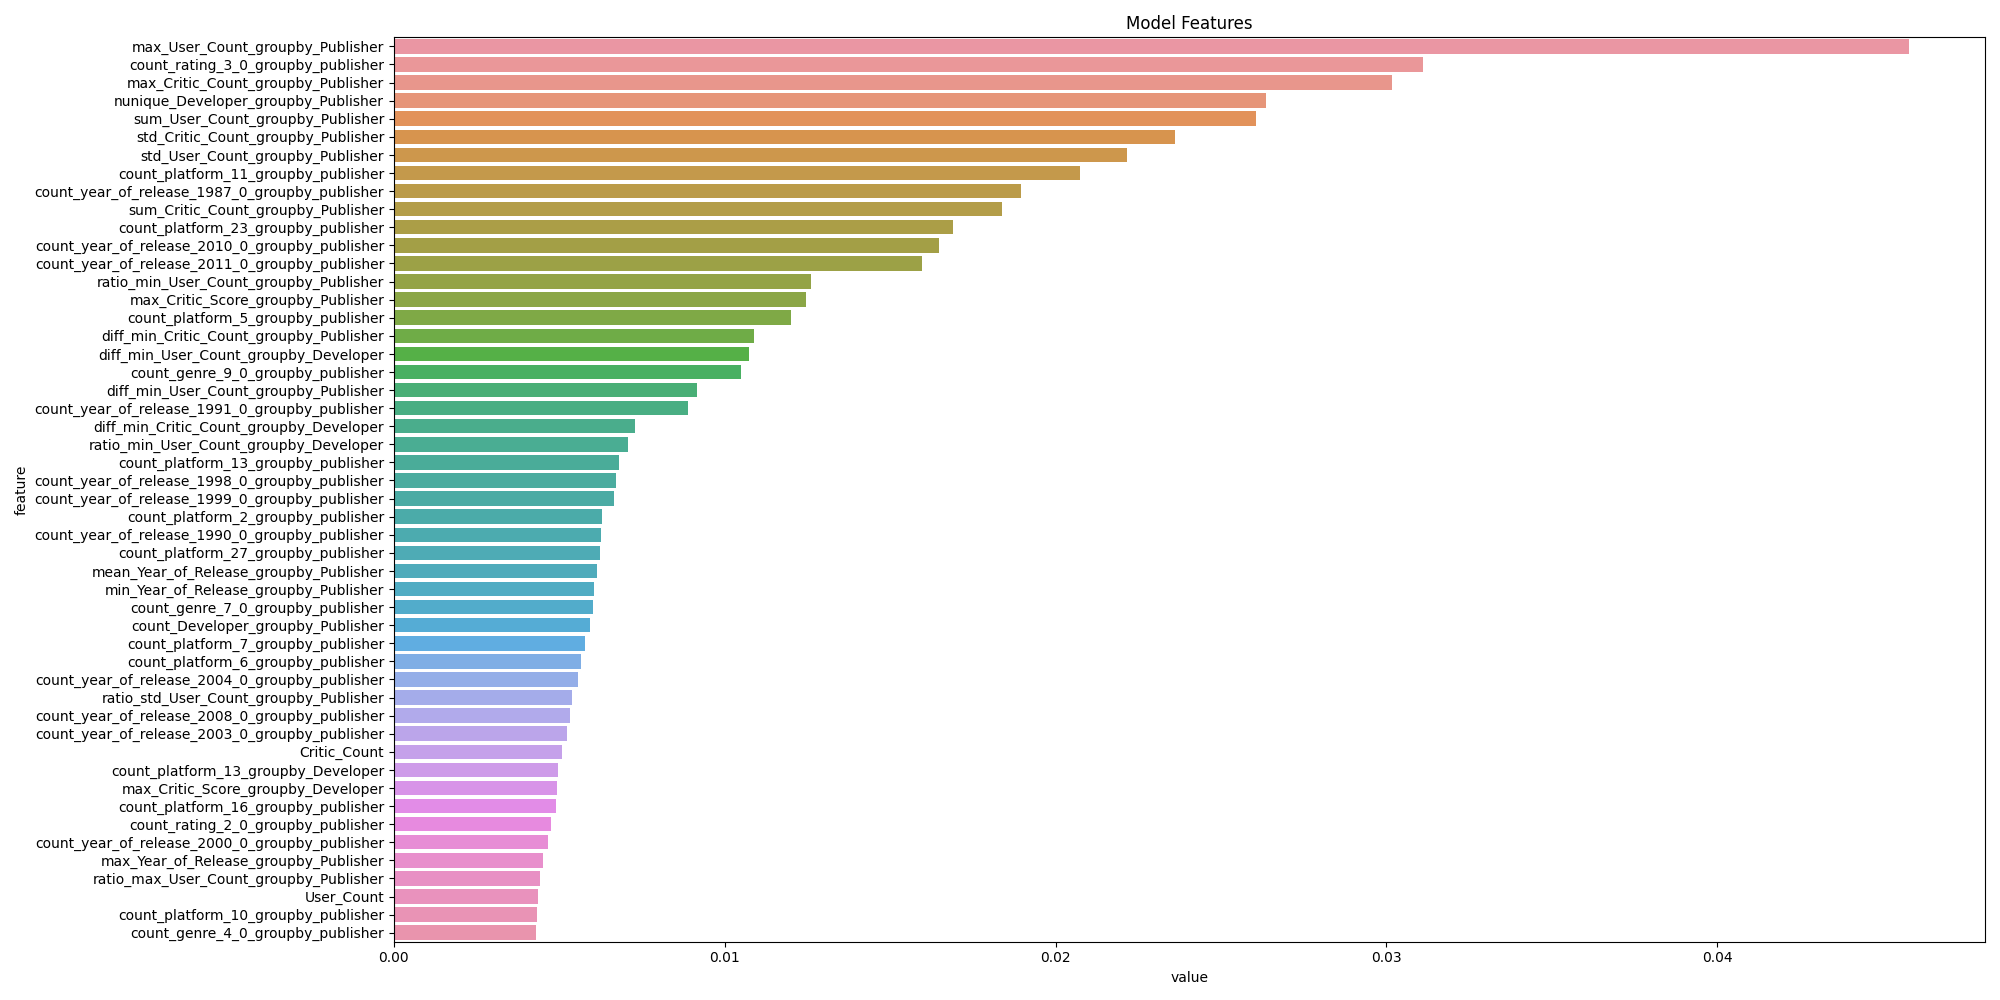 Model Features
max_User_Count_groupby_Publisher
count_rating_3_0_groupby_publisher
max_Critic_Count_groupby_Publisher
nunique_Developer_groupby_Publisher
sum_User_Count_groupby_Publisher
std_Critic_Count_groupby_Publisher
std_User_Count_groupby_Publisher
count_platform_11_groupby_publisher
count_year_of_release_1987_0_groupby_publisher
sum_Critic_Count_groupby_Publisher
count_platform_23_groupby_publisher
count_year_of_release_2010_0_groupby_publisher
count_year_of_release_2011_0_groupby_publisher
ratio_min_User_Count_groupby_Publisher
max_Critic_Score_groupby_Publisher
count_platform_5_groupby_publisher
diff_min_Critic_Count_groupby_Publisher
diff_min_User_Count_groupby_Developer
count_genre_9_0_groupby_publisher
diff_min_User_Count_groupby_Publisher
count_year_of_release_1991_0_groupby_publisher
diff_min_Critic_Count_groupby_Developer
ratio_min_User_Count_groupby_Developer
count_platform_13_groupby_publisher
count_year_of_release_1998_0_groupby_publisher
count_year_of_release_1999_0_groupby_publisher
count_platform_2_groupby_publisher
count_year_of_release_1990_0_groupby_publisher
count_platform_27_groupby_publisher
mean_Year_of_Release_groupby_Publisher
min_Year_of_Release_groupby_Publisher
count_genre_7_0_groupby_publisher
count_Developer_groupby_Publisher
count_platform_7_groupby_publisher
count_platform_6_groupby_publisher
count_year_of_release_2004_0_groupby_publisher
ratio_std_User_Count_groupby_Publisher
count_year_of_release_2008_0_groupby_publisher
count_year_of_release_2003_0_groupby_publisher
Critic_Count
count_platform_13_groupby_Developer
max_Critic_Score_groupby_Developer
count_platform_16_groupby_publisher
count_rating_2_0_groupby_publisher
count_year_of_release_2000_0_groupby_publisher
max_Year_of_Release_groupby_Publisher
ratio_max_User_Count_groupby_Publisher
User_Count
count_platform_10_groupby_publisher
count_genre_4_0_groupby_publisher
feature
0.00 0.01 0.02 0.03 0.04
value